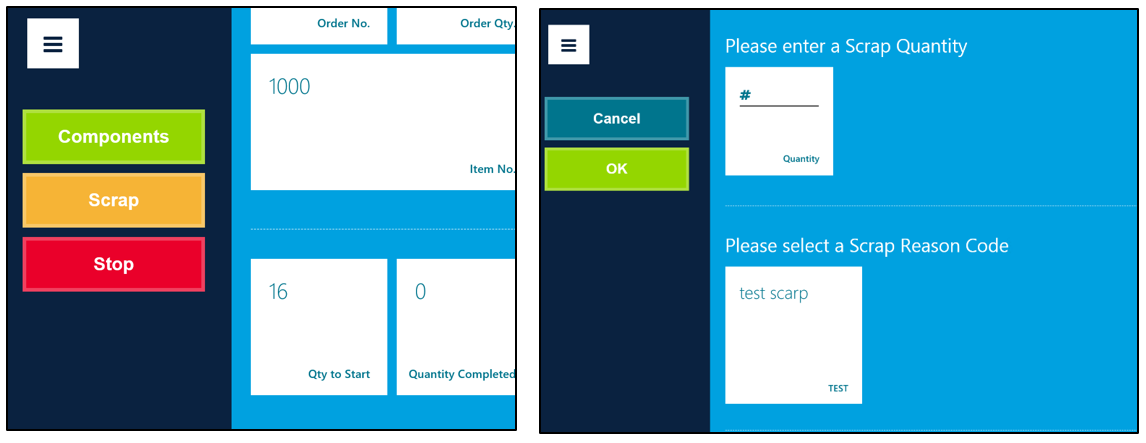 Order No.
Order Qty.
1000
Item No.
Components
Scrap
Stop
16
0
Qty to Start
Quantity Completed
Please enter a Scrap Quantity
#
Quantity
Cancel
OK
Please select a Scrap Reason Code
test scarp
TEST